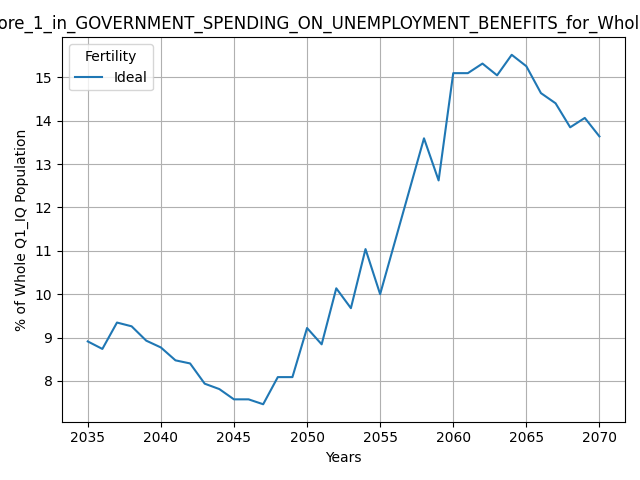 ore_1_in_GOVERNMENT_SPENDING_ON_UNEMPLOYMENT_BENEFITS_for_Whol
Fertility
Ideal
% of Whole Q1_IQ Population
15
14
13
12
11
10
9
8
2035 2040 2045 2050 2055 2060 2065 2070
Years